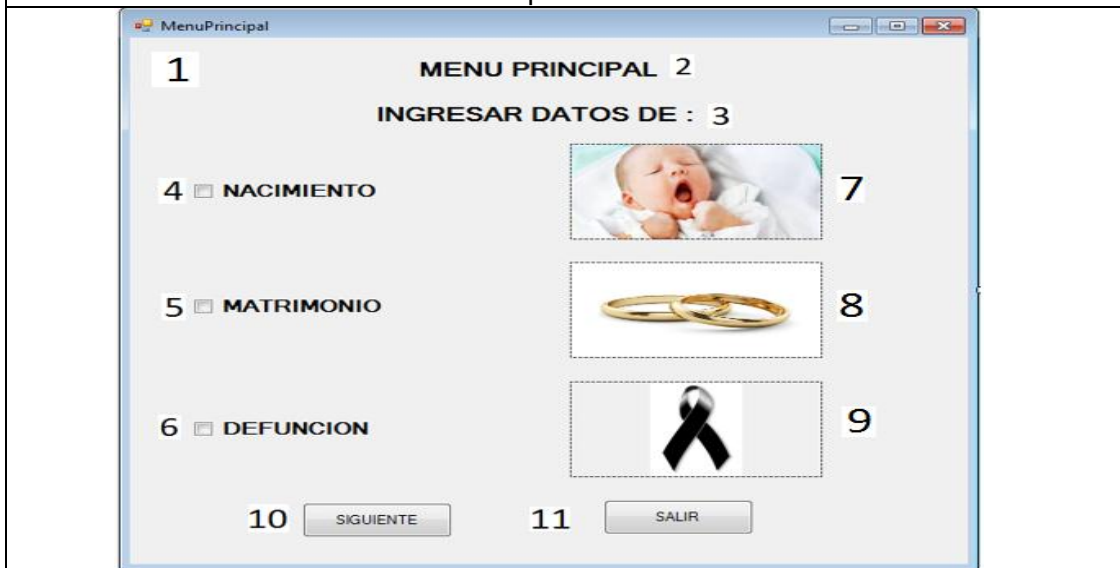 MenuPrincipal
1 MENU PRINCIPAL 2
INGRESAR DATOS DE : 3
4 NACIMIENTO 7
5 MATRIMONIO 8
6 DEFUNCION 9
10 SIGUIENTE 11 SALIR